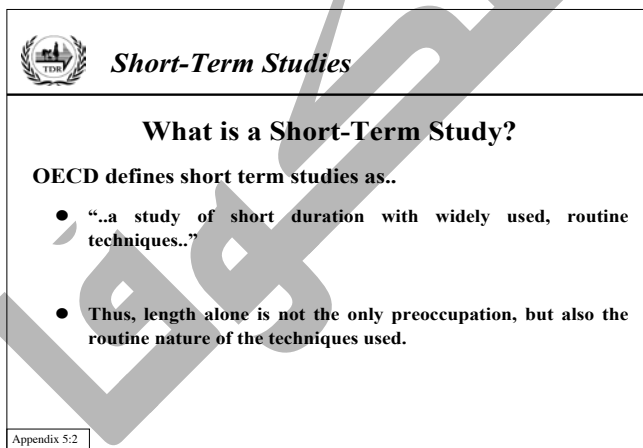 TDR
Short-Term Studies
What is a Short-Term Study?
OECD defines short term studies as..
● “..a study of short duration with widely used, routine
techniques..”
● Thus, length alone is not the only preoccupation, but also the
routine nature of the techniques used.
Appendix 5:2